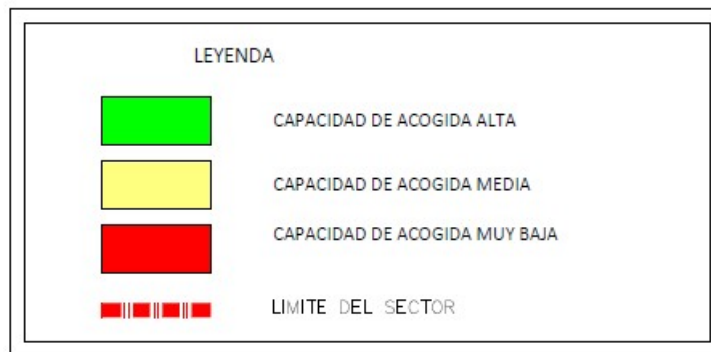 LEYENDA
CAPACIDAD DE ACOGIDA ALTA
CAPACIDAD DE ACOGIDA MEDIA
CAPACIDAD DE ACOGIDA MUY BAJA
LIMITE DEL SECTOR